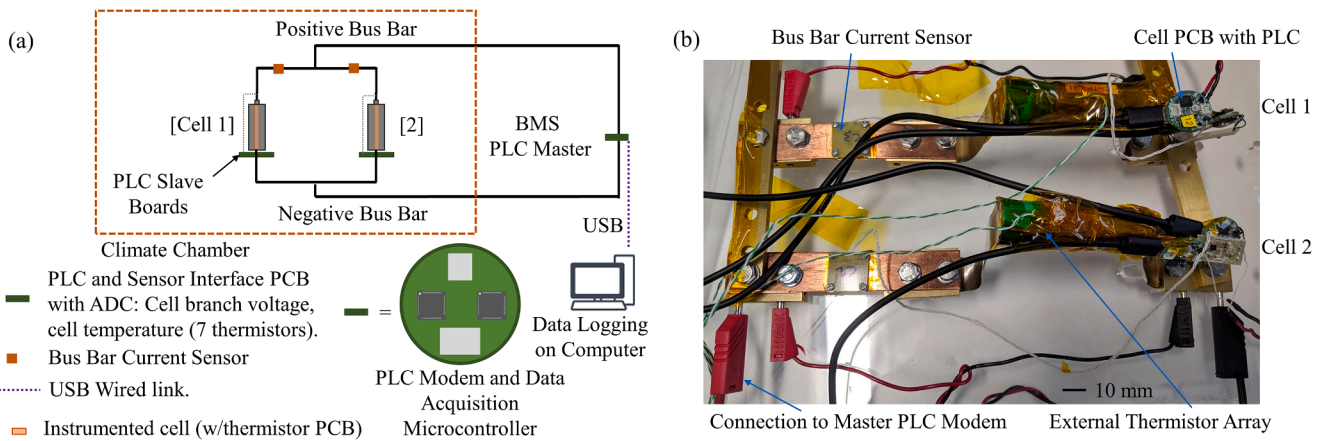 (a)
Positive Bus Bar
[Cell 1]
[2]
BMS
PLC Master
PLC Slave
Boards
Negative Bus Bar
USB
Climate Chamber
PLC and Sensor Interface PCB
with ADC: Cell branch voltage,
cell temperature (7 thermistors).
=
Bus Bar Current Sensor
USB Wired link.
Instrumented cell (w/thermistor PCB)
PLC Modem and Data
Acquisition
Microcontroller
Data Logging
on Computer
(b)
Bus Bar Current Sensor
Cell PCB with PLC
Cell 1
12
Cell 2
10 mm
Connection to Master PLC Modem
External Thermistor Array